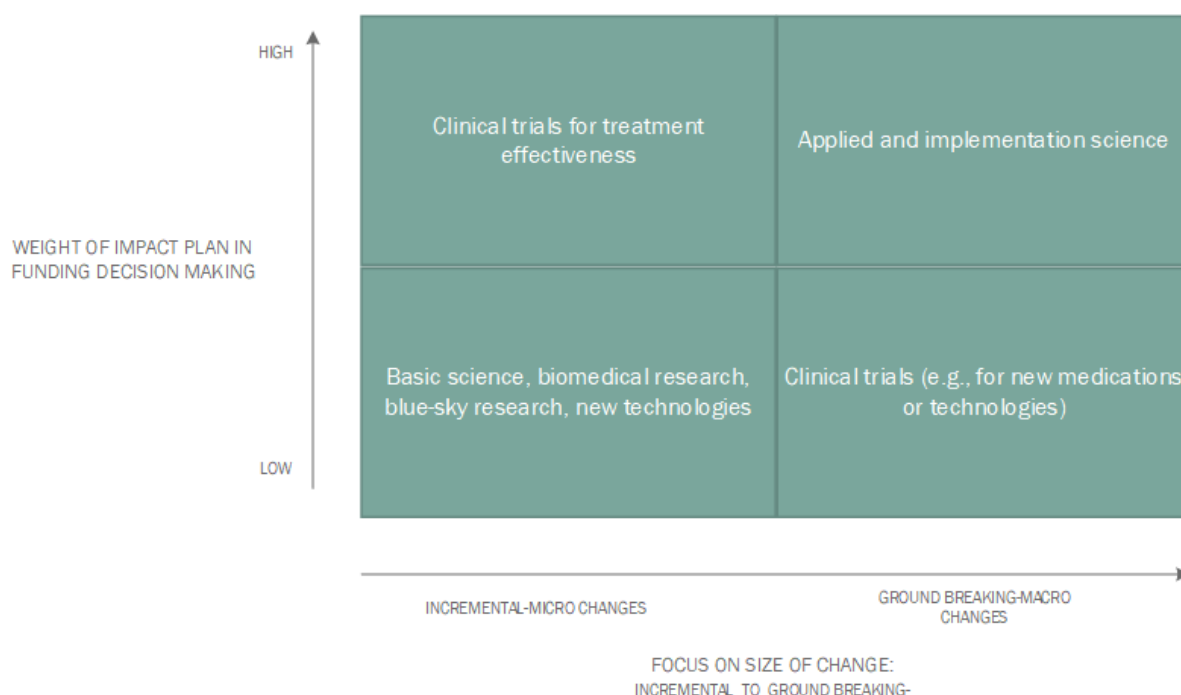 HIGH
Clinical trials for treatment
effectiveness
Applied and implementation science
WEIGHT OF IMPACT PLAN IN
FUNDING DECISION MAKING
Basic science, biomedical research,
blue-sky research, new technologies
Clinical trials (e.g., for new medications
or technologies)
LOW
INCREMENTAL-MICRO CHANGES
GROUND BREAKING-MACRO
CHANGES
FOCUS ON SIZE OF CHANGE:
INCREMENTAL TO GROUND BREAKING-